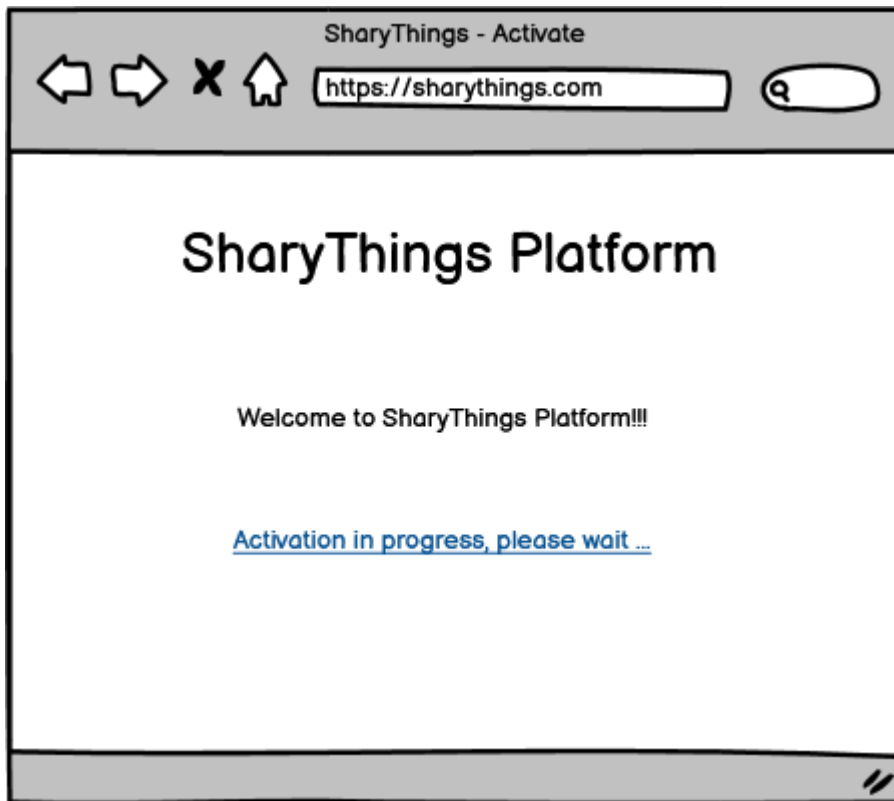 SharyThings - Activate
https://sharythings.com
SharyThings Platform
Welcome to SharyThings Platform!!!
Activation in progress, please wait ...